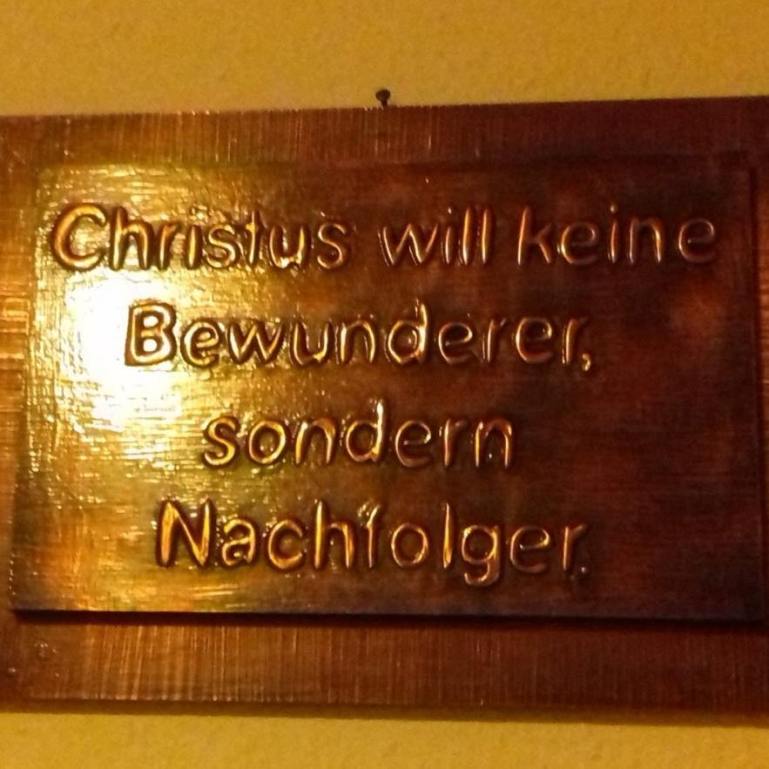 Christus will keine
Bewunderer,
sondern
Nachfolger.